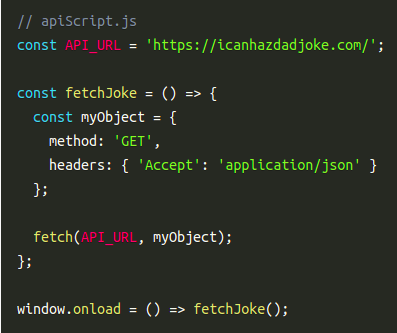 // apiScript.js
const API_URL = 'https://icanhazdadjoke.com/';
const fetchJoke = () => {
  const myObject = {
    method: 'GET',
    headers: { 'Accept': 'application/json' }
  };
  fetch(API_URL, myObject);
};
window.onload = () => fetchJoke();